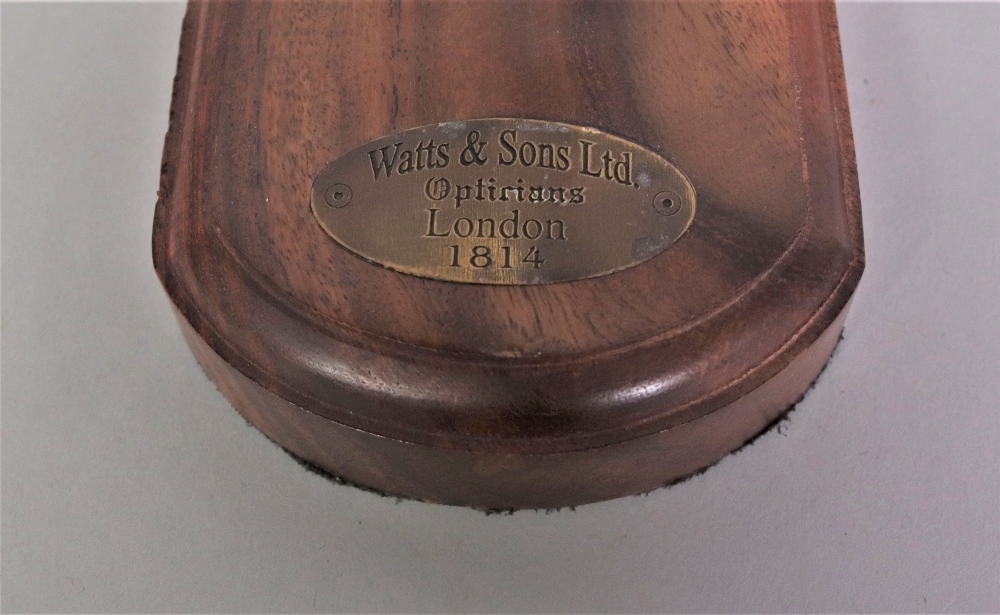 Watts & Sons Ltd.
Opticians
London
1814